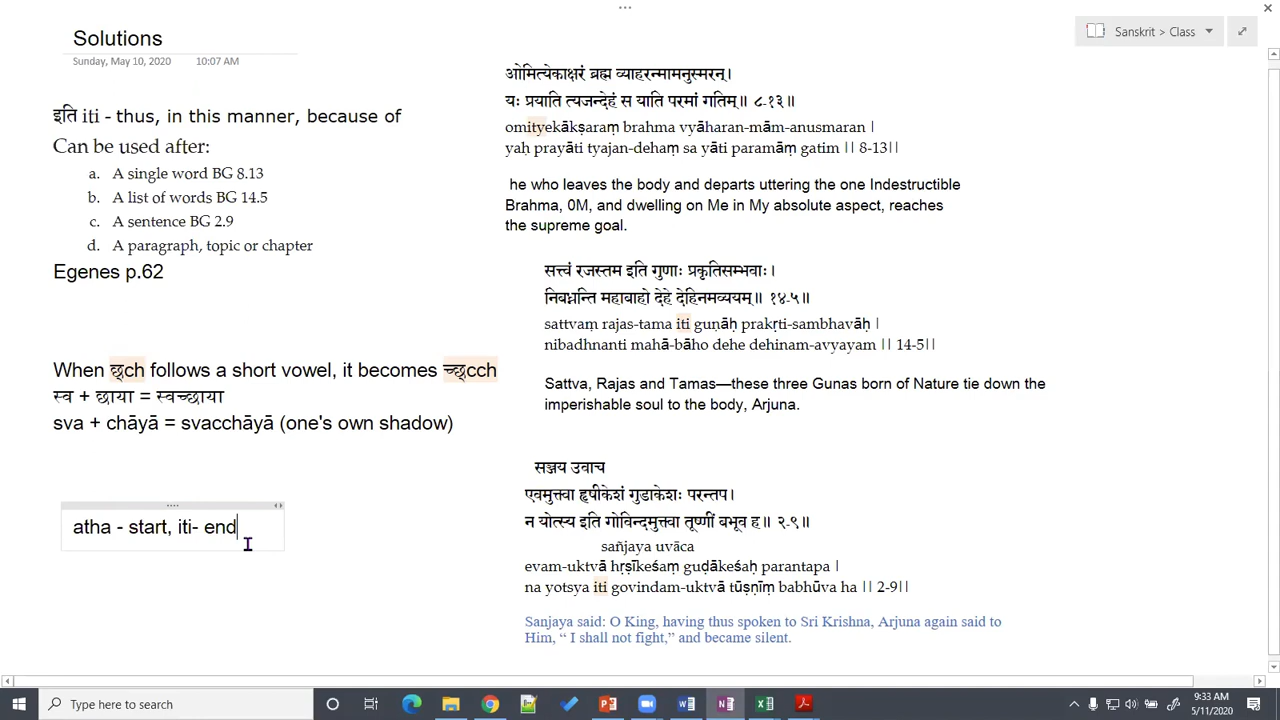 Solutions
Sunday, May 10, 2020 10:07 AM
Sanskrit > Class
इति iti - thus, in this manner, because of
Can be used after:
a. A single word BG 8.13
b. A list of words BG 14.5
c. A sentence BG 2.9
d. A paragraph, topic or chapter
Egenes p.62
When छ्ch follows a short vowel, it becomes च्छ्cch
स्व + छाया = स्वच्छाया
sva + chāyā = svacchāyā (one's own shadow)
atha - start, iti- end
ओमित्येकाक्षरं ब्रह्म व्याहरन्मामनुस्मरन्।
यः प्रयाति त्यजन्देहं स याति परमां गतिम्॥ ८-१३॥
omityekākṣaraṃ brahma vyāharan-mām-anusmaran |
yaḥ prayāti tyajan-dehaṃ sa yāti paramāṃ gatim || 8-13||
he who leaves the body and departs uttering the one Indestructible
Brahma, 0M, and dwelling on Me in My absolute aspect, reaches
the supreme goal.
सत्त्वं रजस्तम इति गुणाः प्रकृतिसम्भवाः।
निबध्नन्ति महाबाहो देहे देहिनमव्ययम्॥ १४-५॥
sattvaṃ rajas-tama iti guṇāḥ prakṛti-sambhavāḥ |
nibadhnanti mahā-bāho dehe dehinam-avyayam || 14-5||
Sattva, Rajas and Tamas—these three Gunas born of Nature tie down the
imperishable soul to the body, Arjuna.
सञ्जय उवाच
एवमुक्त्वा हृषीकेशं गुडाकेशः परन्तप।
न योत्स्य इति गोविन्दमुक्त्वा तूष्णीं बभूव ह॥ २-९॥
sañjaya uvāca
evam-uktvā hṛṣīkeśaṃ guḍākeśaḥ parantapa |
na yotsya iti govindam-uktvā tūṣṇīṃ babhūva ha || 2-9||
Sanjaya said: O King, having thus spoken to Sri Krishna, Arjuna again said to
Him, “ I shall not fight,” and became silent.
Type here to search
9:33 AM
5/11/2020